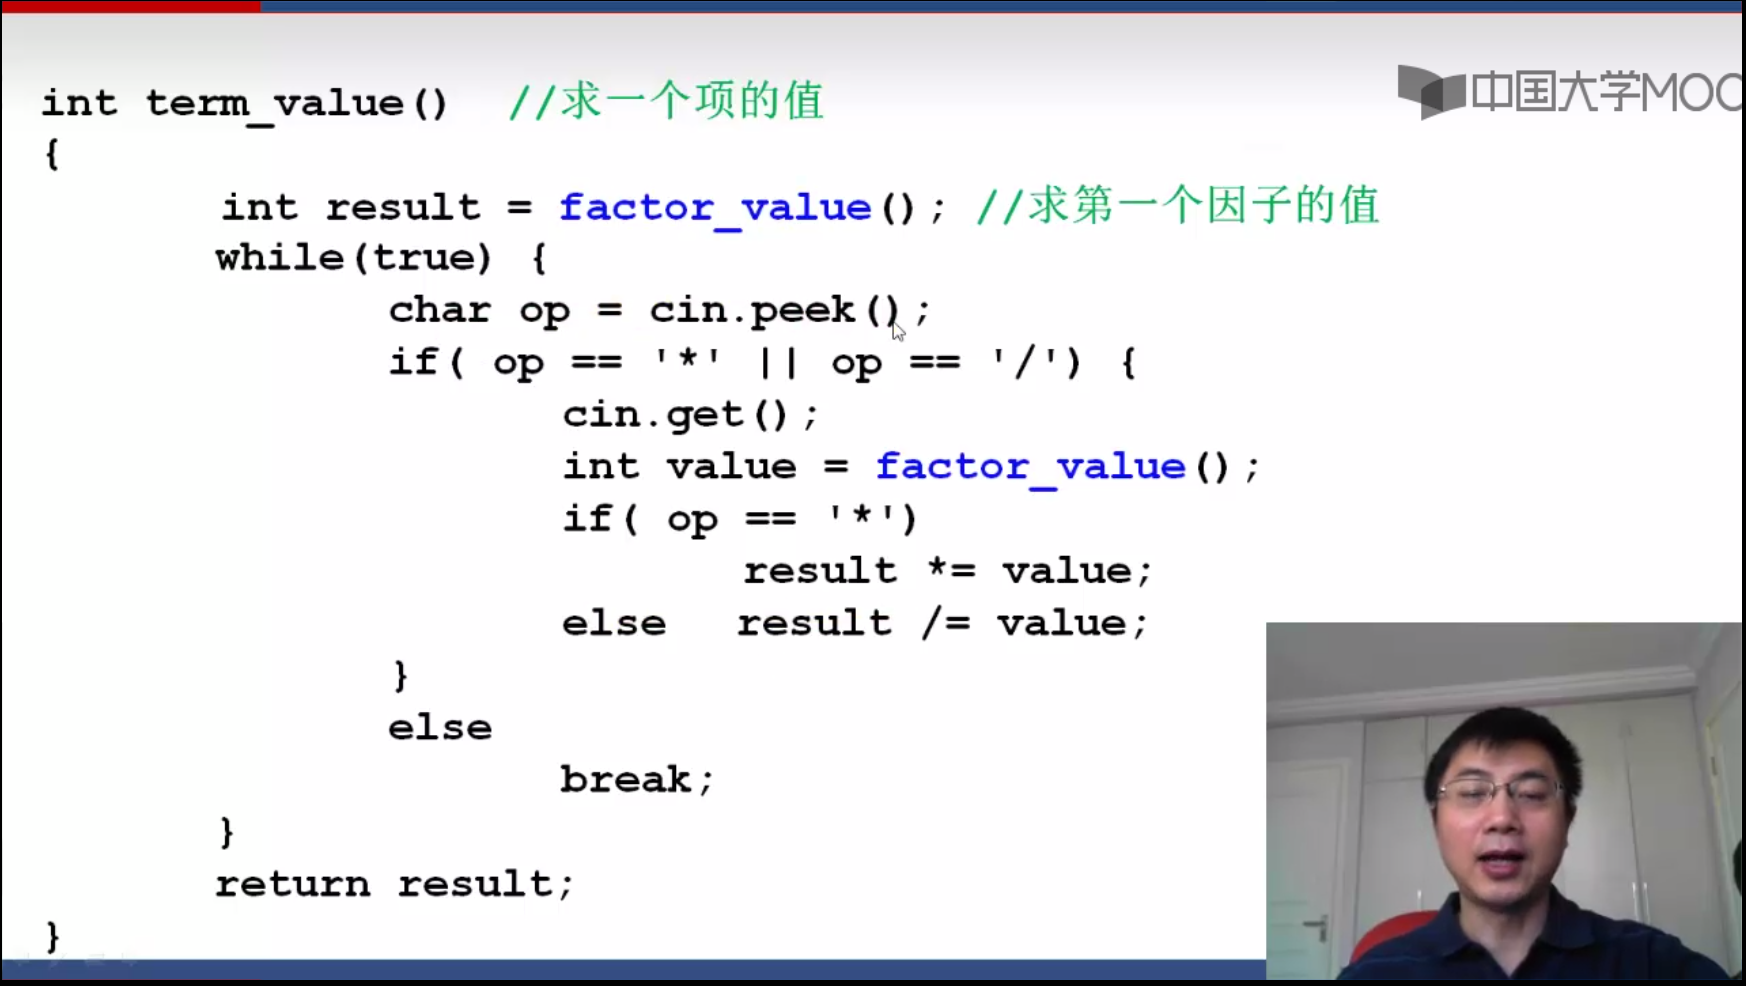 中国大学MOO
int term_value() //求一个项的值
{
int result = factor_value(); //求第一个因子的值
while(true) {
char op = cin.peek();
if( op == '*' || op == '/') {
cin.get();
int value = factor_value();
if( op == '*')
result *= value;
else result /= value;
}
else
break;
}
return result;
}